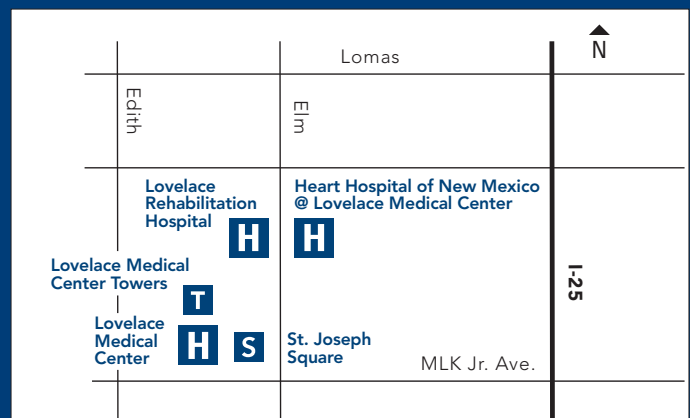 Lomas
N
Edith
Elm
Lovelace
Rehabilitation
Hospital
H
Heart Hospital of New Mexico
@ Lovelace Medical Center
H
Lovelace Medical
Center Towers
T
I-25
Lovelace
Medical
Center
H
S
St. Joseph
Square
MLK Jr. Ave.